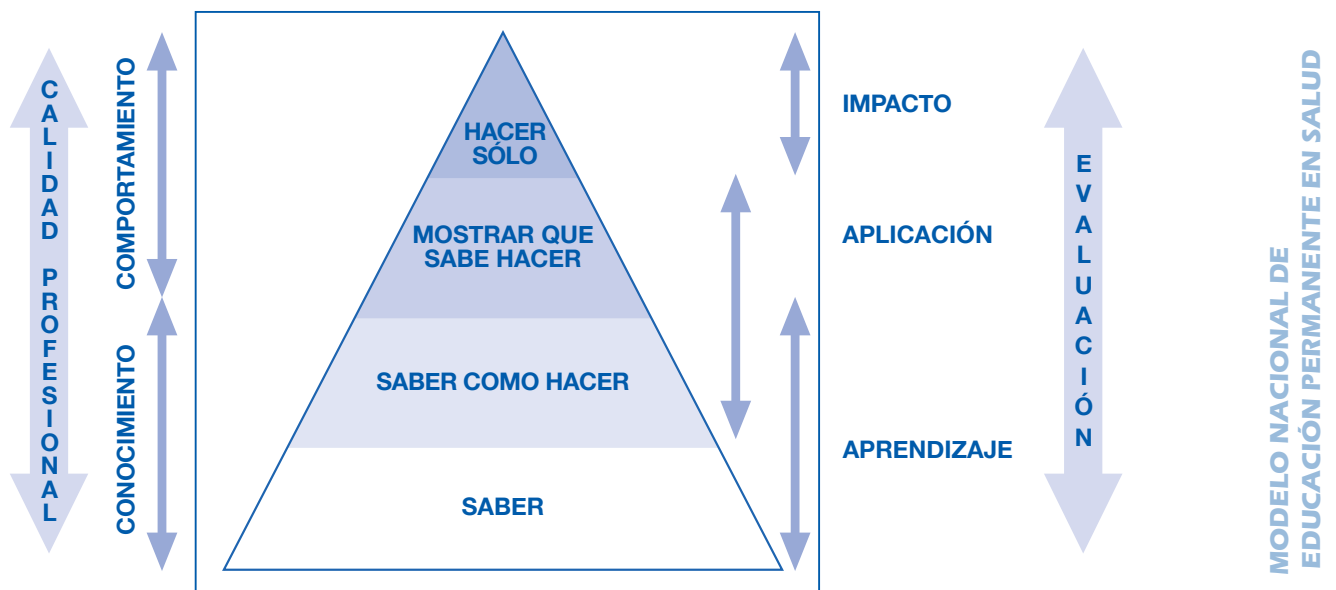 CALIDAD PROFESIONAL
COMPORTAMIENTO
CONOCIMIENTO
HACER
SÓLO
MOSTRAR QUE
SABE HACER
SABER COMO HACER
SABER
IMPACTO
APLICACIÓN
APRENDIZAJE
EVALUACIÓN
MODELO NACIONAL DE
EDUCACIÓN PERMANENTE EN SALUD